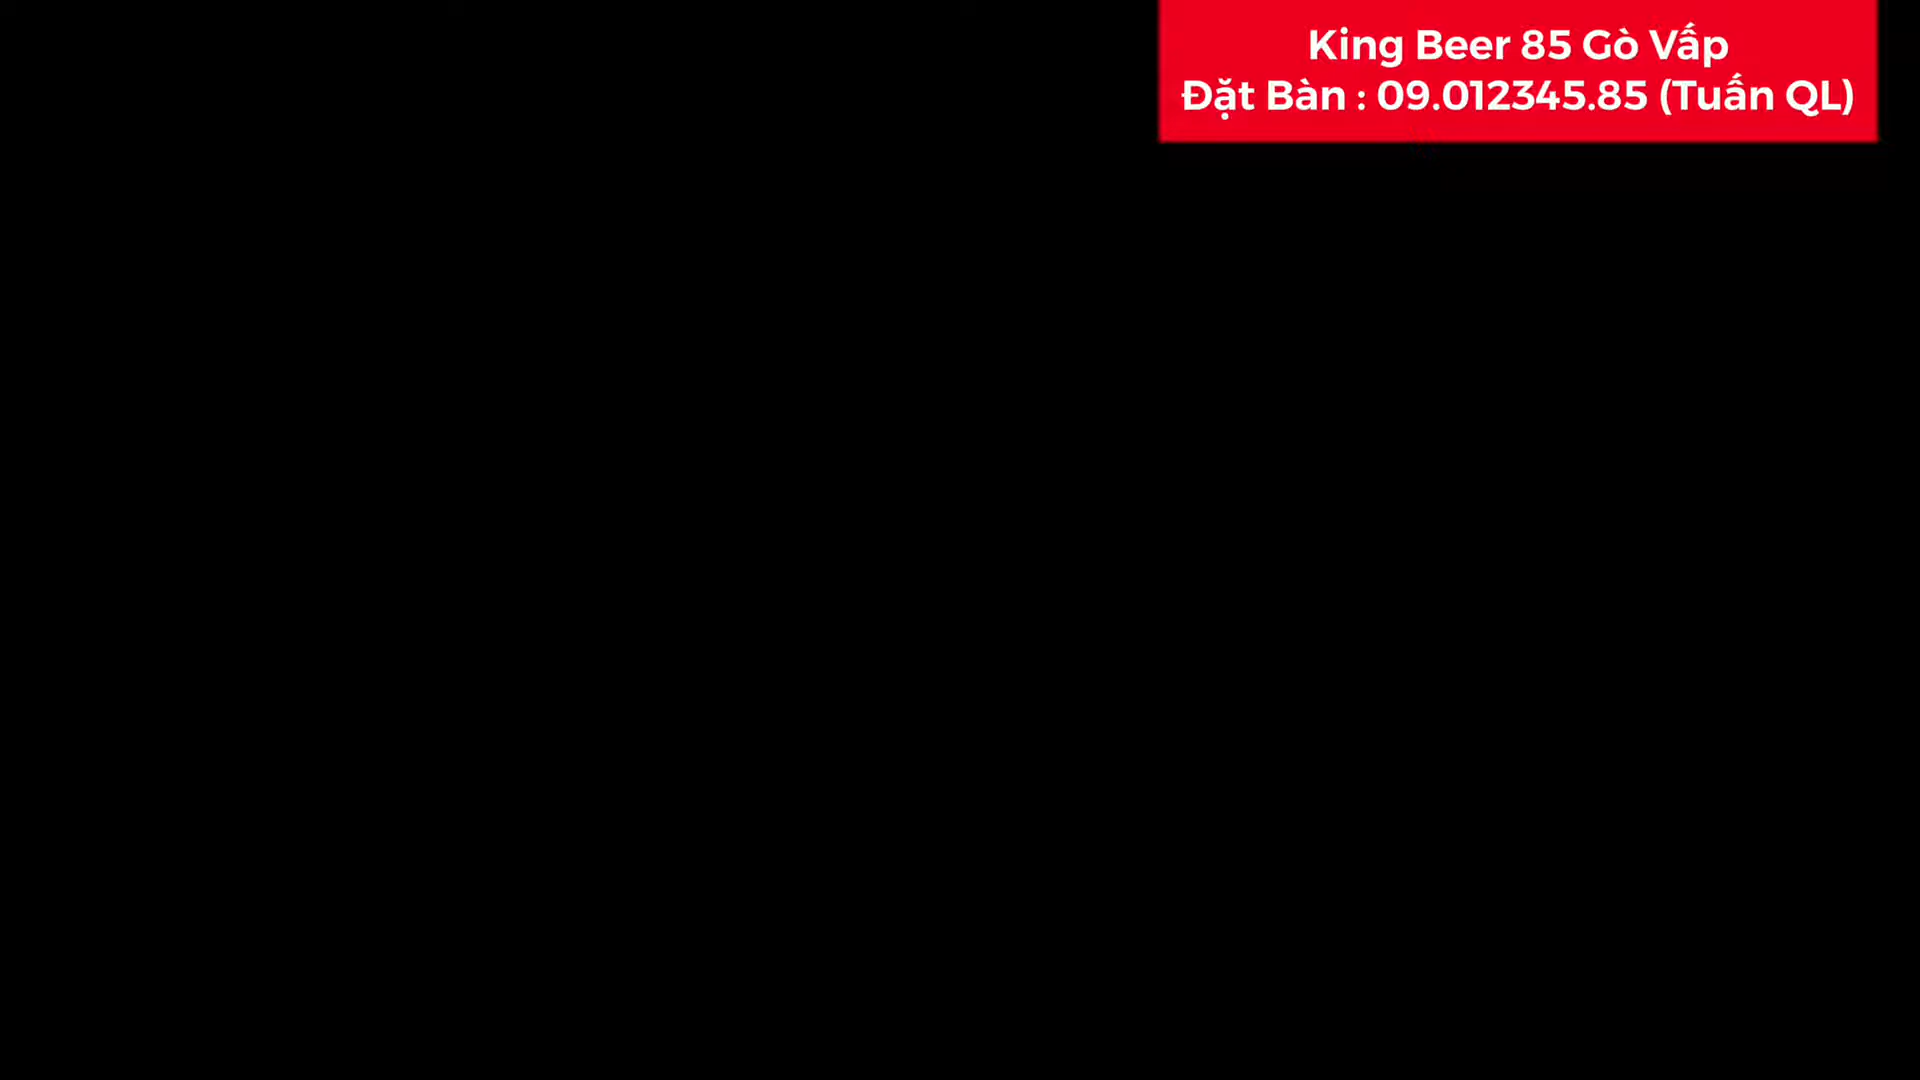 King Beer 85 Gò Vấp
Đặt Bàn : 09.012345.85 (Tuấn QL)